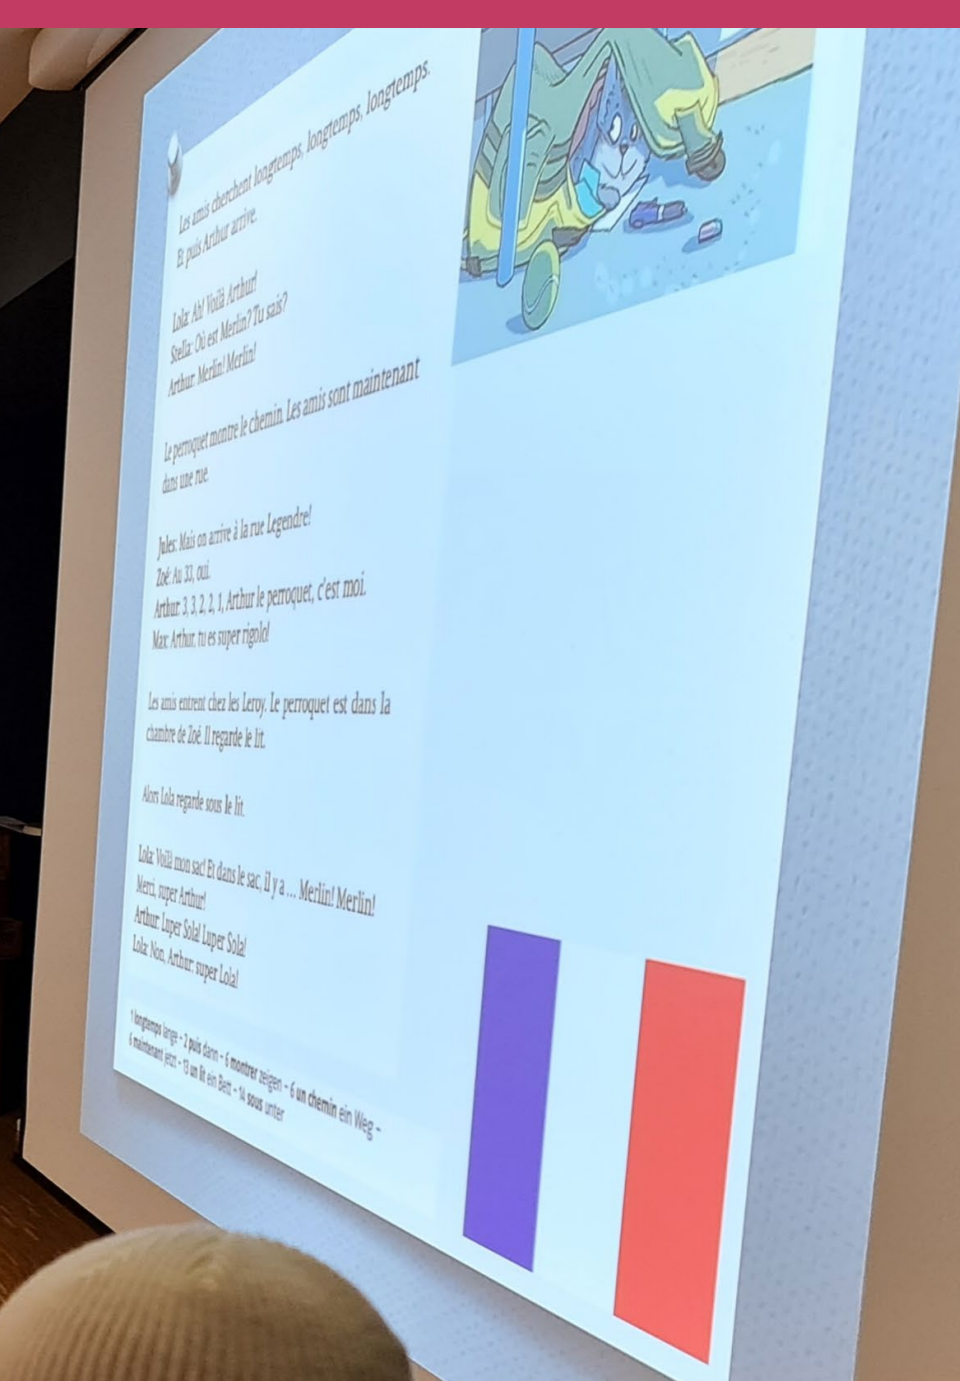 Les amis cherchent longtemps, longtemps, longtemps.
Et puis Arthur arrive.
Lola: Ah! Voilà Arthur!
Stella: Où est Merlin? Tu sais?
Arthur: Merlin! Merlin!
Le perroquet montre le chemin. Les amis sont maintenant
dans une rue.
Jules: Mais on arrive à la rue Legendre!
Zoé: Au 33, oui.
Arthur: 3, 3, 2, 2, 1, Arthur le perroquet, c'est moi.
Max: Arthur, tu es super rigolo!
Les amis entrent chez les Leroy. Le perroquet est dans la
chambre de Zoé. Il regarde le lit.
Alors Lola regarde sous le lit.
Lola: Voilà mon sac! Et dans le sac, il y a ... Merlin! Merlin!
Merci, super Arthur!
Arthur: Luper Sola! Luper Sola!
Lola: Non, Arthur: super Lola!
1 longtemps lange – 2 puis dann – 6 montrer zeigen – 6 un chemin ein Weg –
6 maintenant jetzt – 13 un lit ein Bett – 14 sous unter